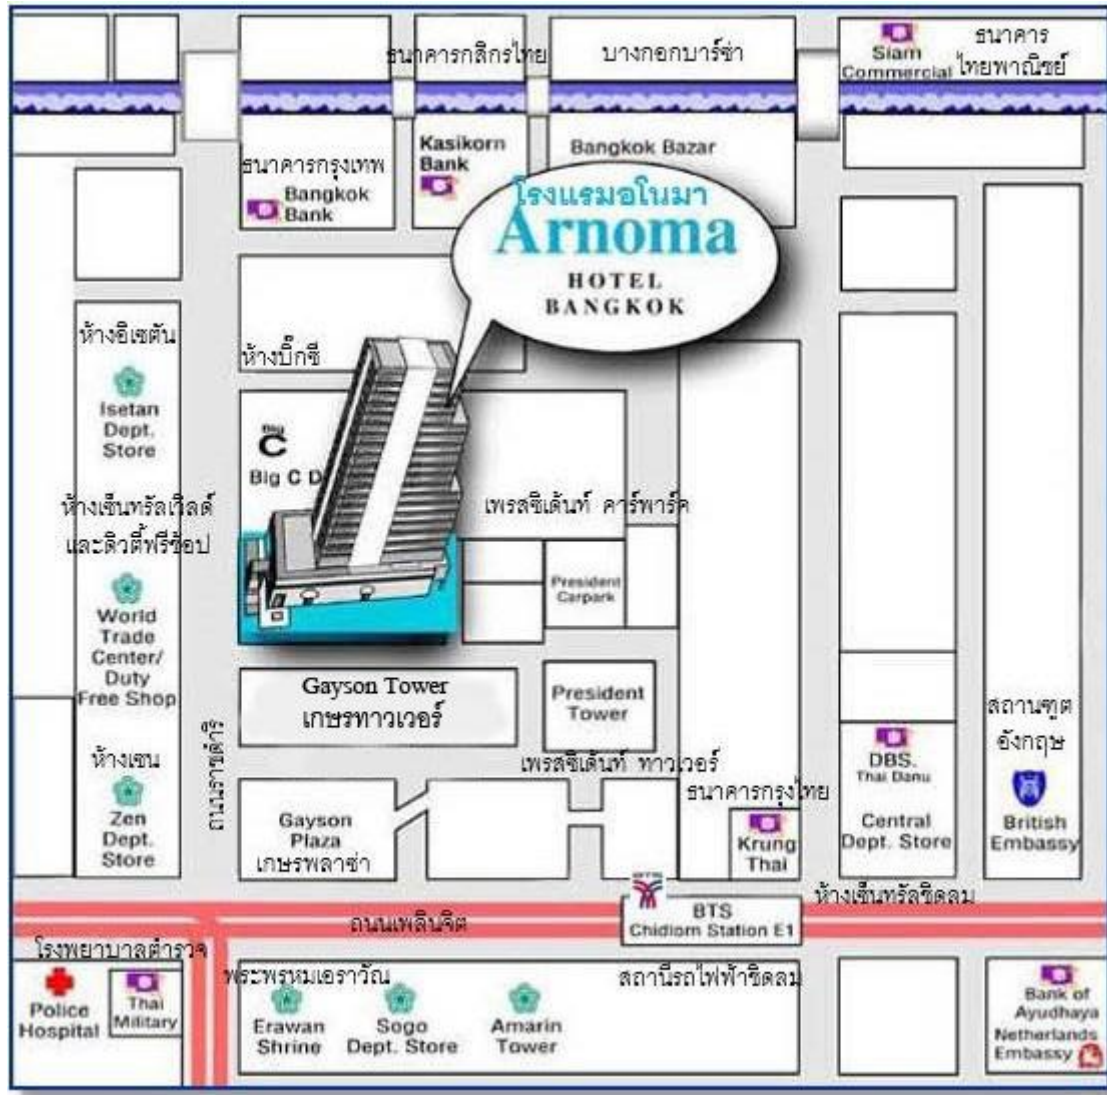 ธนาคารกสิกรไทย
บางกอกบาร์ซ่า
Siam
Commercial
ธนาคาร
ไทยพาณิชย์
ธนาคารกรุงเทพ
Bangkok
Bank
Kasikorn
Bank
Bangkok Bazar
โรงแรมอโนมา
Arnoma
HOTEL
BANGKOK
ห้างอิเซตัน
Isetan
Dept.
Store
ห้างบิ๊กซี
Big
C
Big C D
ห้างเซ็นทรัลเวิลด์
และดิวตี้ฟรีช้อป
World
Trade
Center/
Duty
Free Shop
เพรสซิเด้นท์ คาร์พาร์ค
President
Carpark
Gayson Tower
เกษรทาวเวอร์
President
Tower
เพรสซิเด้นท์ ทาวเวอร์
ถนนราชดำริ
ห้างเซน
Zen
Dept.
Store
Gayson
Plaza
เกษรพลาซ่า
ธนาคารกรุงไทย
Krung
Thai
DBS.
Thai Danu
Central
Dept. Store
ห้างเซ็นทรัลชิดลม
สถานฑูต
อังกฤษ
British
Embassy
ถนนเพลินจิต
BTS
BTS
Chidlom Station E1
สถานีรถไฟฟ้าชิดลม
โรงพยาบาลตำรวจ
Police
Hospital
Thai
Military
พระพรหมเอราวัณ
Erawan
Shrine
Sogo
Dept. Store
Amarin
Tower
Bank of
Ayudhaya
Netherlands
Embassy